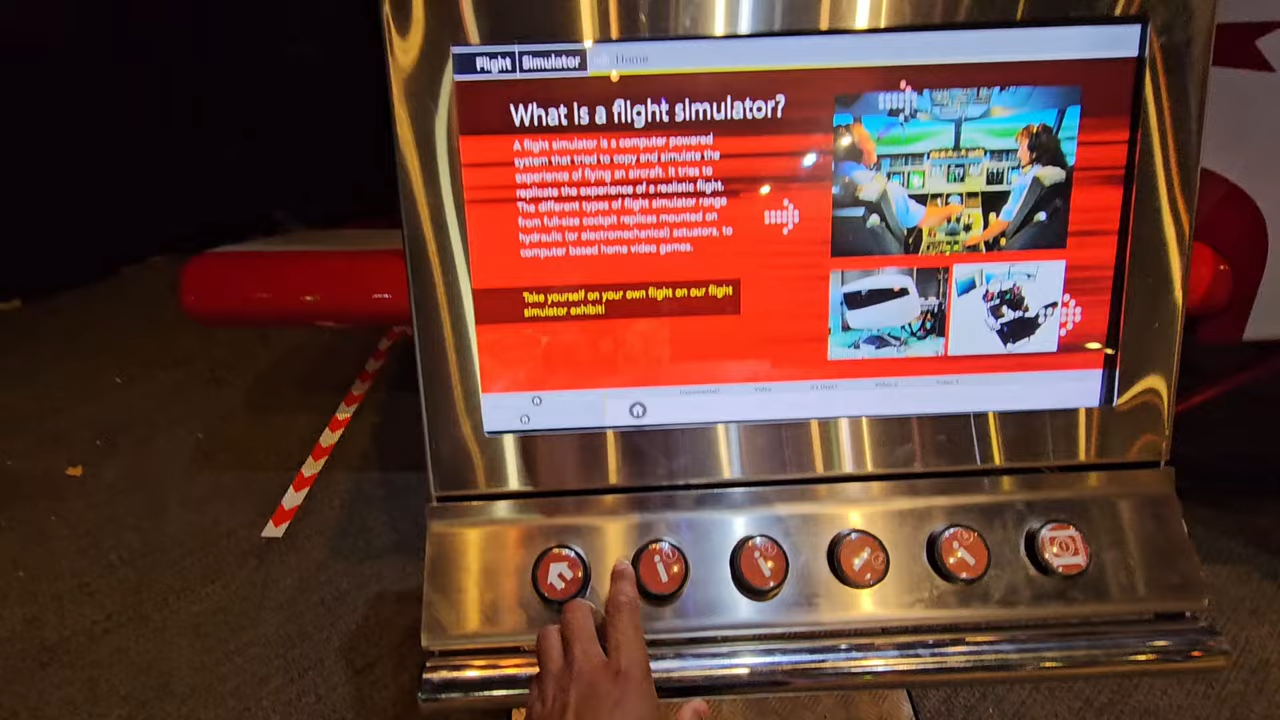 Flight Simulator Home
What is a flight simulator?
A flight simulator is a computer powered
system that tried to copy and simulate the
experience of flying an aircraft. It tries to
replicate the experience of a realistic flight.
The different types of flight simulator range
from full-size cockpit replicas mounted on
hydraulic (or electromechanical) actuators, to
computer based home video games.
Take yourself on your own flight on our flight
simulator exhibit!
Video